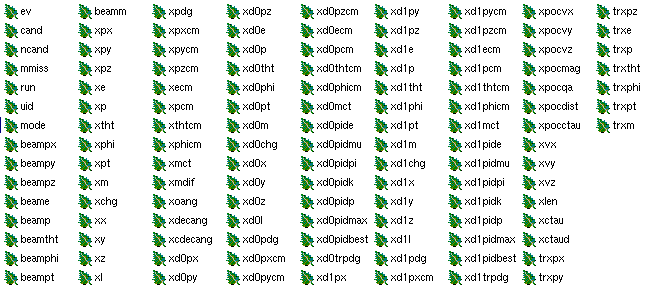 ev beamm xpdg xd0pz xd0pzcm xd1py xd1pycm xpocvx trxpz
cand xpx xpxcm xd0e xd0ecm xd1pz xd1pzcm xpocvy trxe
ncand xpy xpycm xd0p xd0pcm xd1e xd1ecm xpocvz trxp
mmiss xpz xpzcm xd0tht xd0thtcm xd1p xd1pcm xpocmag trxtht
run xe xecm xd0phi xd0phicm xd1tht xd1thtcm xpocqa trxphi
uid xp xpcm xd0pt xd0mct xd1phi xd1phicm xpocdist trxpt
mode xtht xthtcm xd0m xd0pide xd1pt xd1mct xpocctau trxm
beampx xphi xphicm xd0chg xd0pidmu xd1m xd1pide xvx
beampy xpt xmct xd0x xd0pidpi xd1chg xd1pidmu xvy
beampz xm xmdif xd0y xd0pidk xd1x xd1pidpi xvz
beame xchg xoang xd0z xd0pidp xd1y xd1pidk xlen
beamp xx xdecang xd0l xd0pidmax xd1z xd1pidp xctau
beamtht xy xcdecang xd0pdg xd0pidbest xd1l xd1pidmax xctaud
beamphi xz xd0px xd0pxcm xd0trpdg xd1pdg xd1pidbest trxpx
beampt xl xd0py xd0pycm xd1px xd1pxcm xd1trpdg trxpy